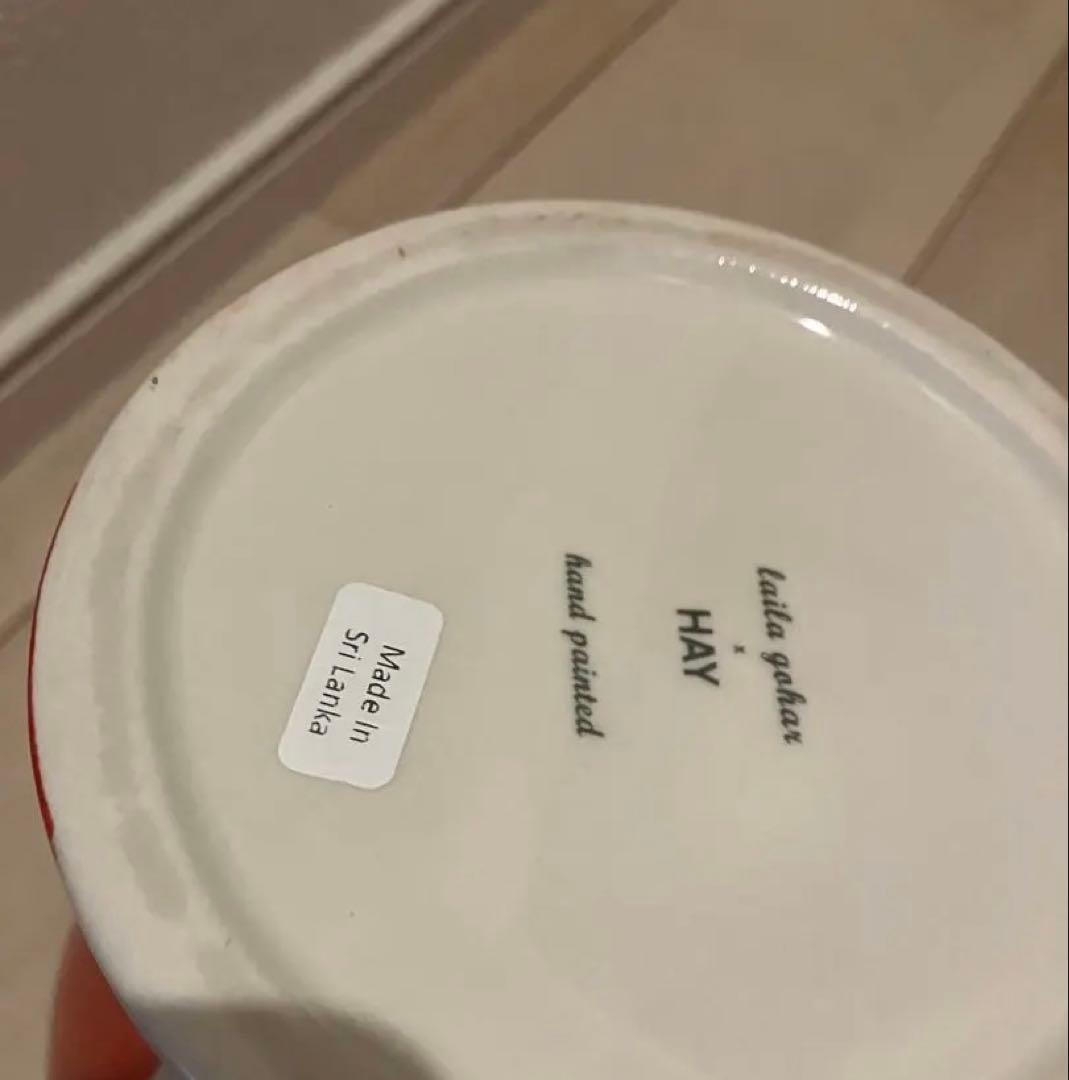 laila gohar
x
HAY
hand painted
Made In
Sri Lanka